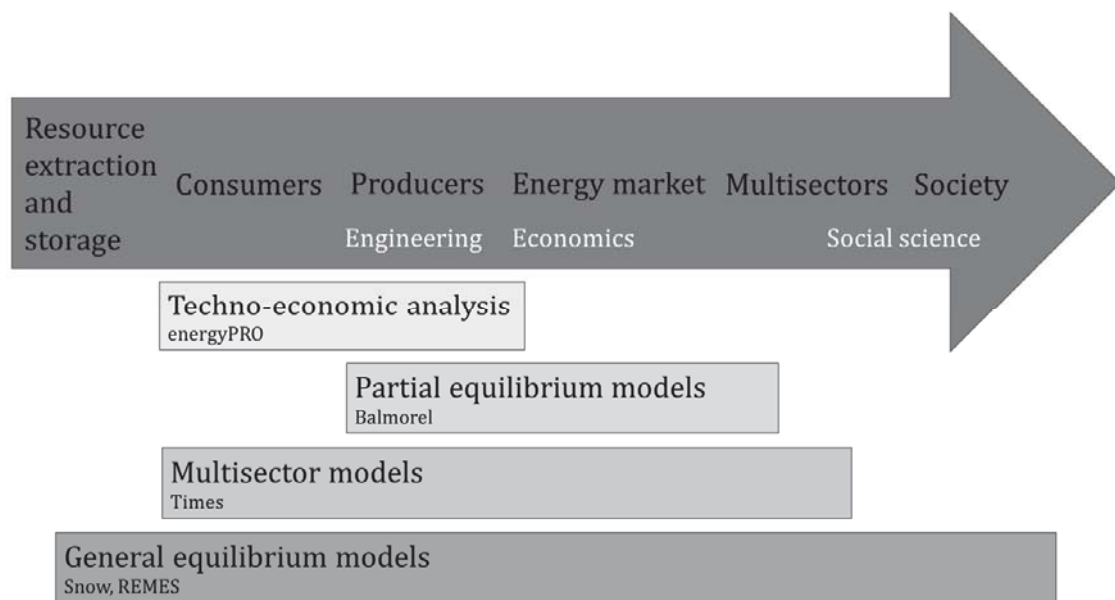 Resource
extraction
and
storage
Consumers
Producers
Energy market
Multisectors
Society
Engineering
Economics
Social science
Techno-economic analysis
energyPRO
Partial equilibrium models
Balmorel
Multisector models
Times
General equilibrium models
Snow, REMES